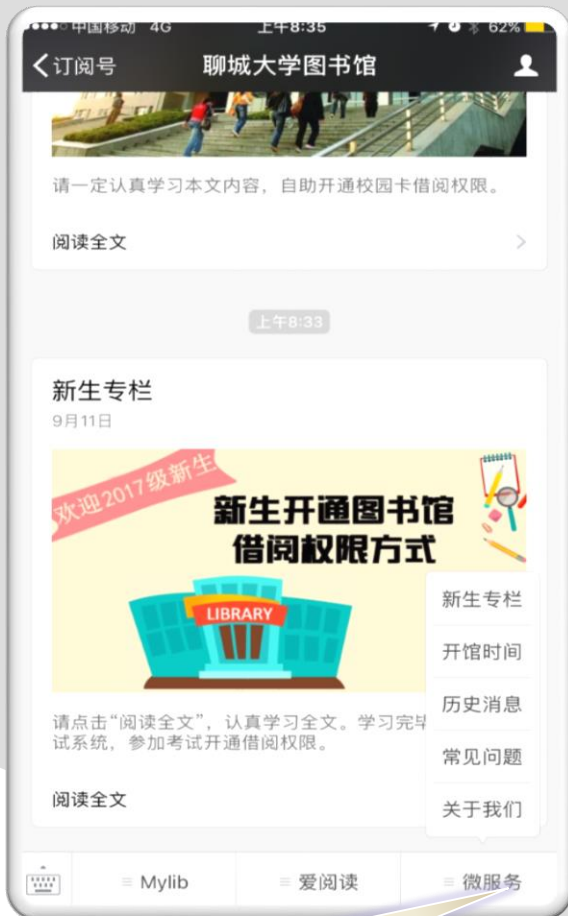 中国移动 4G 上午8:35 62%
订阅号 聊城大学图书馆
请一定认真学习本文内容，自助开通校园卡借阅权限。
阅读全文
上午8:33
新生专栏
9月11日
欢迎2017级新生
新生开通图书馆
借阅权限方式
LIBRARY
请点击“阅读全文”，认真学习全文。学习完毕
试系统，参加考试开通借阅权限。
阅读全文
新生专栏
开馆时间
历史消息
常见问题
关于我们
Mylib 爱阅读 微服务